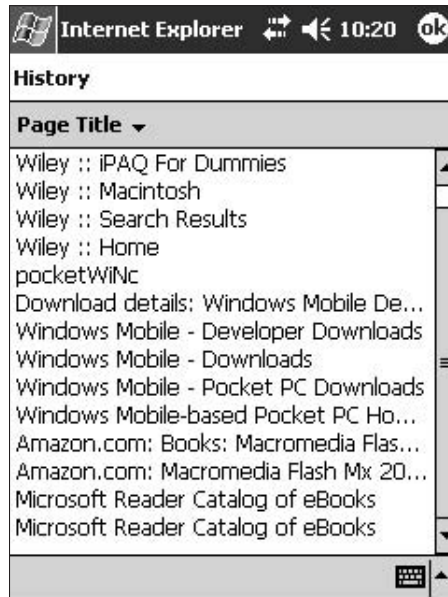 Internet Explorer 10:20 ok
History
Page Title
Wiley :: iPAQ For Dummies
Wiley :: Macintosh
Wiley :: Search Results
Wiley :: Home
pocketWiNc
Download details: Windows Mobile De...
Windows Mobile - Developer Downloads
Windows Mobile - Downloads
Windows Mobile - Pocket PC Downloads
Windows Mobile-based Pocket PC Ho...
Amazon.com: Books: Macromedia Flas...
Amazon.com: Macromedia Flash Mx 20...
Microsoft Reader Catalog of eBooks
Microsoft Reader Catalog of eBooks